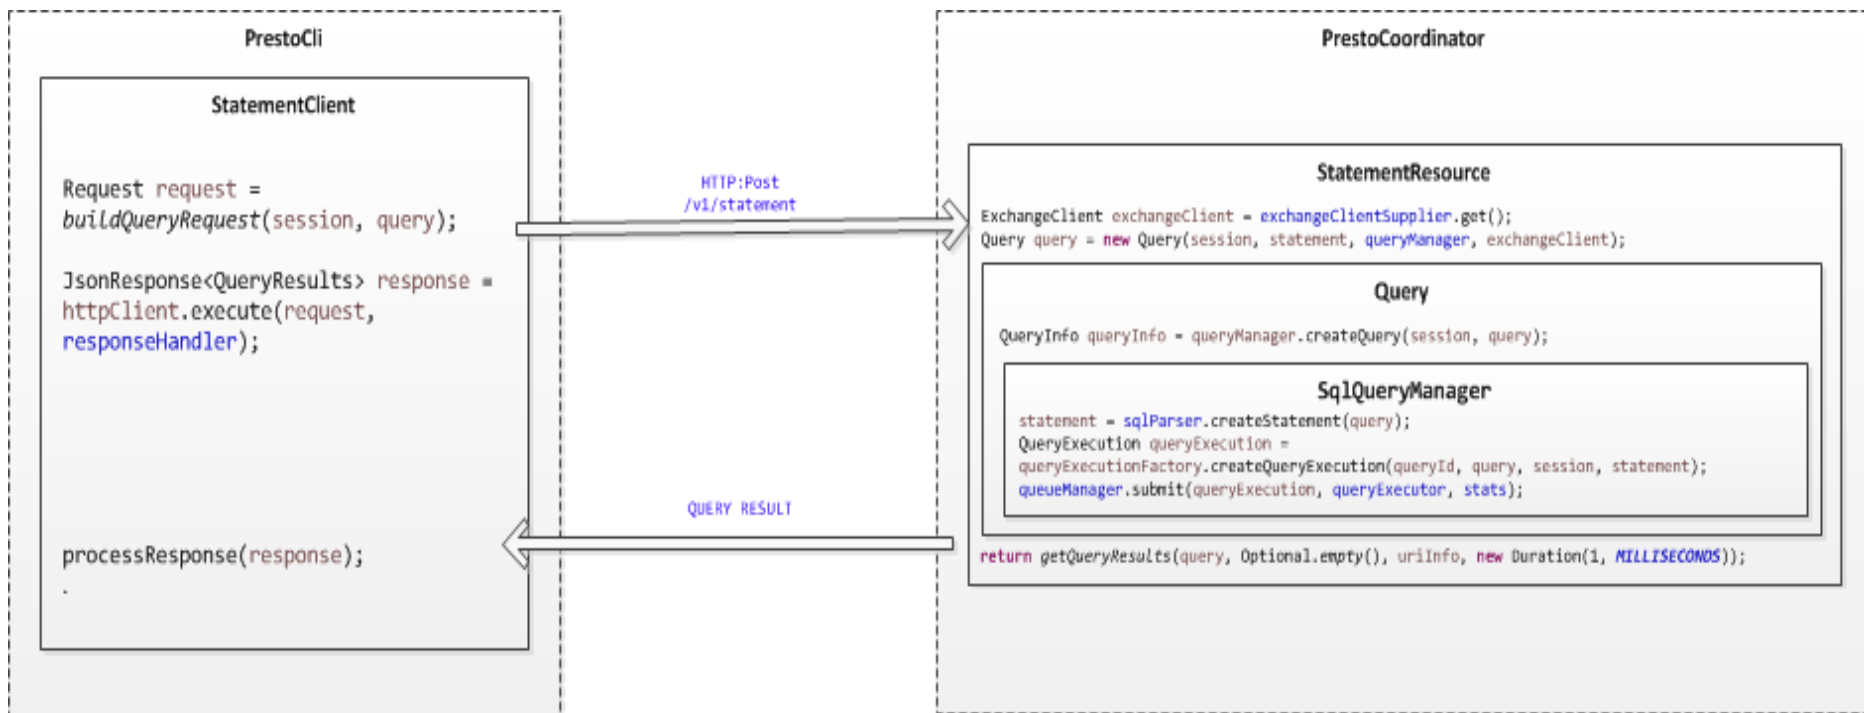 PrestoCli
StatementClient
Request request =
buildQueryRequest(session, query);
JsonResponse<QueryResults> response =
httpClient.execute(request,
responseHandler);
processResponse(response);
.
HTTP:Post
/v1/statement
QUERY RESULT
PrestoCoordinator
StatementResource
ExchangeClient exchangeClient = exchangeClientSupplier.get();
Query query = new Query(session, statement, queryManager, exchangeClient);
Query
QueryInfo queryInfo = queryManager.createQuery(session, query);
SqlQueryManager
statement = sqlParser.createStatement(query);
QueryExecution queryExecution =
queryExecutionFactory.createQueryExecution(queryId, query, session, statement);
queueManager.submit(queryExecution, queryExecutor, stats);
return getQueryResults(query, Optional.empty(), uriInfo, new Duration(1, MILLISECONDS));